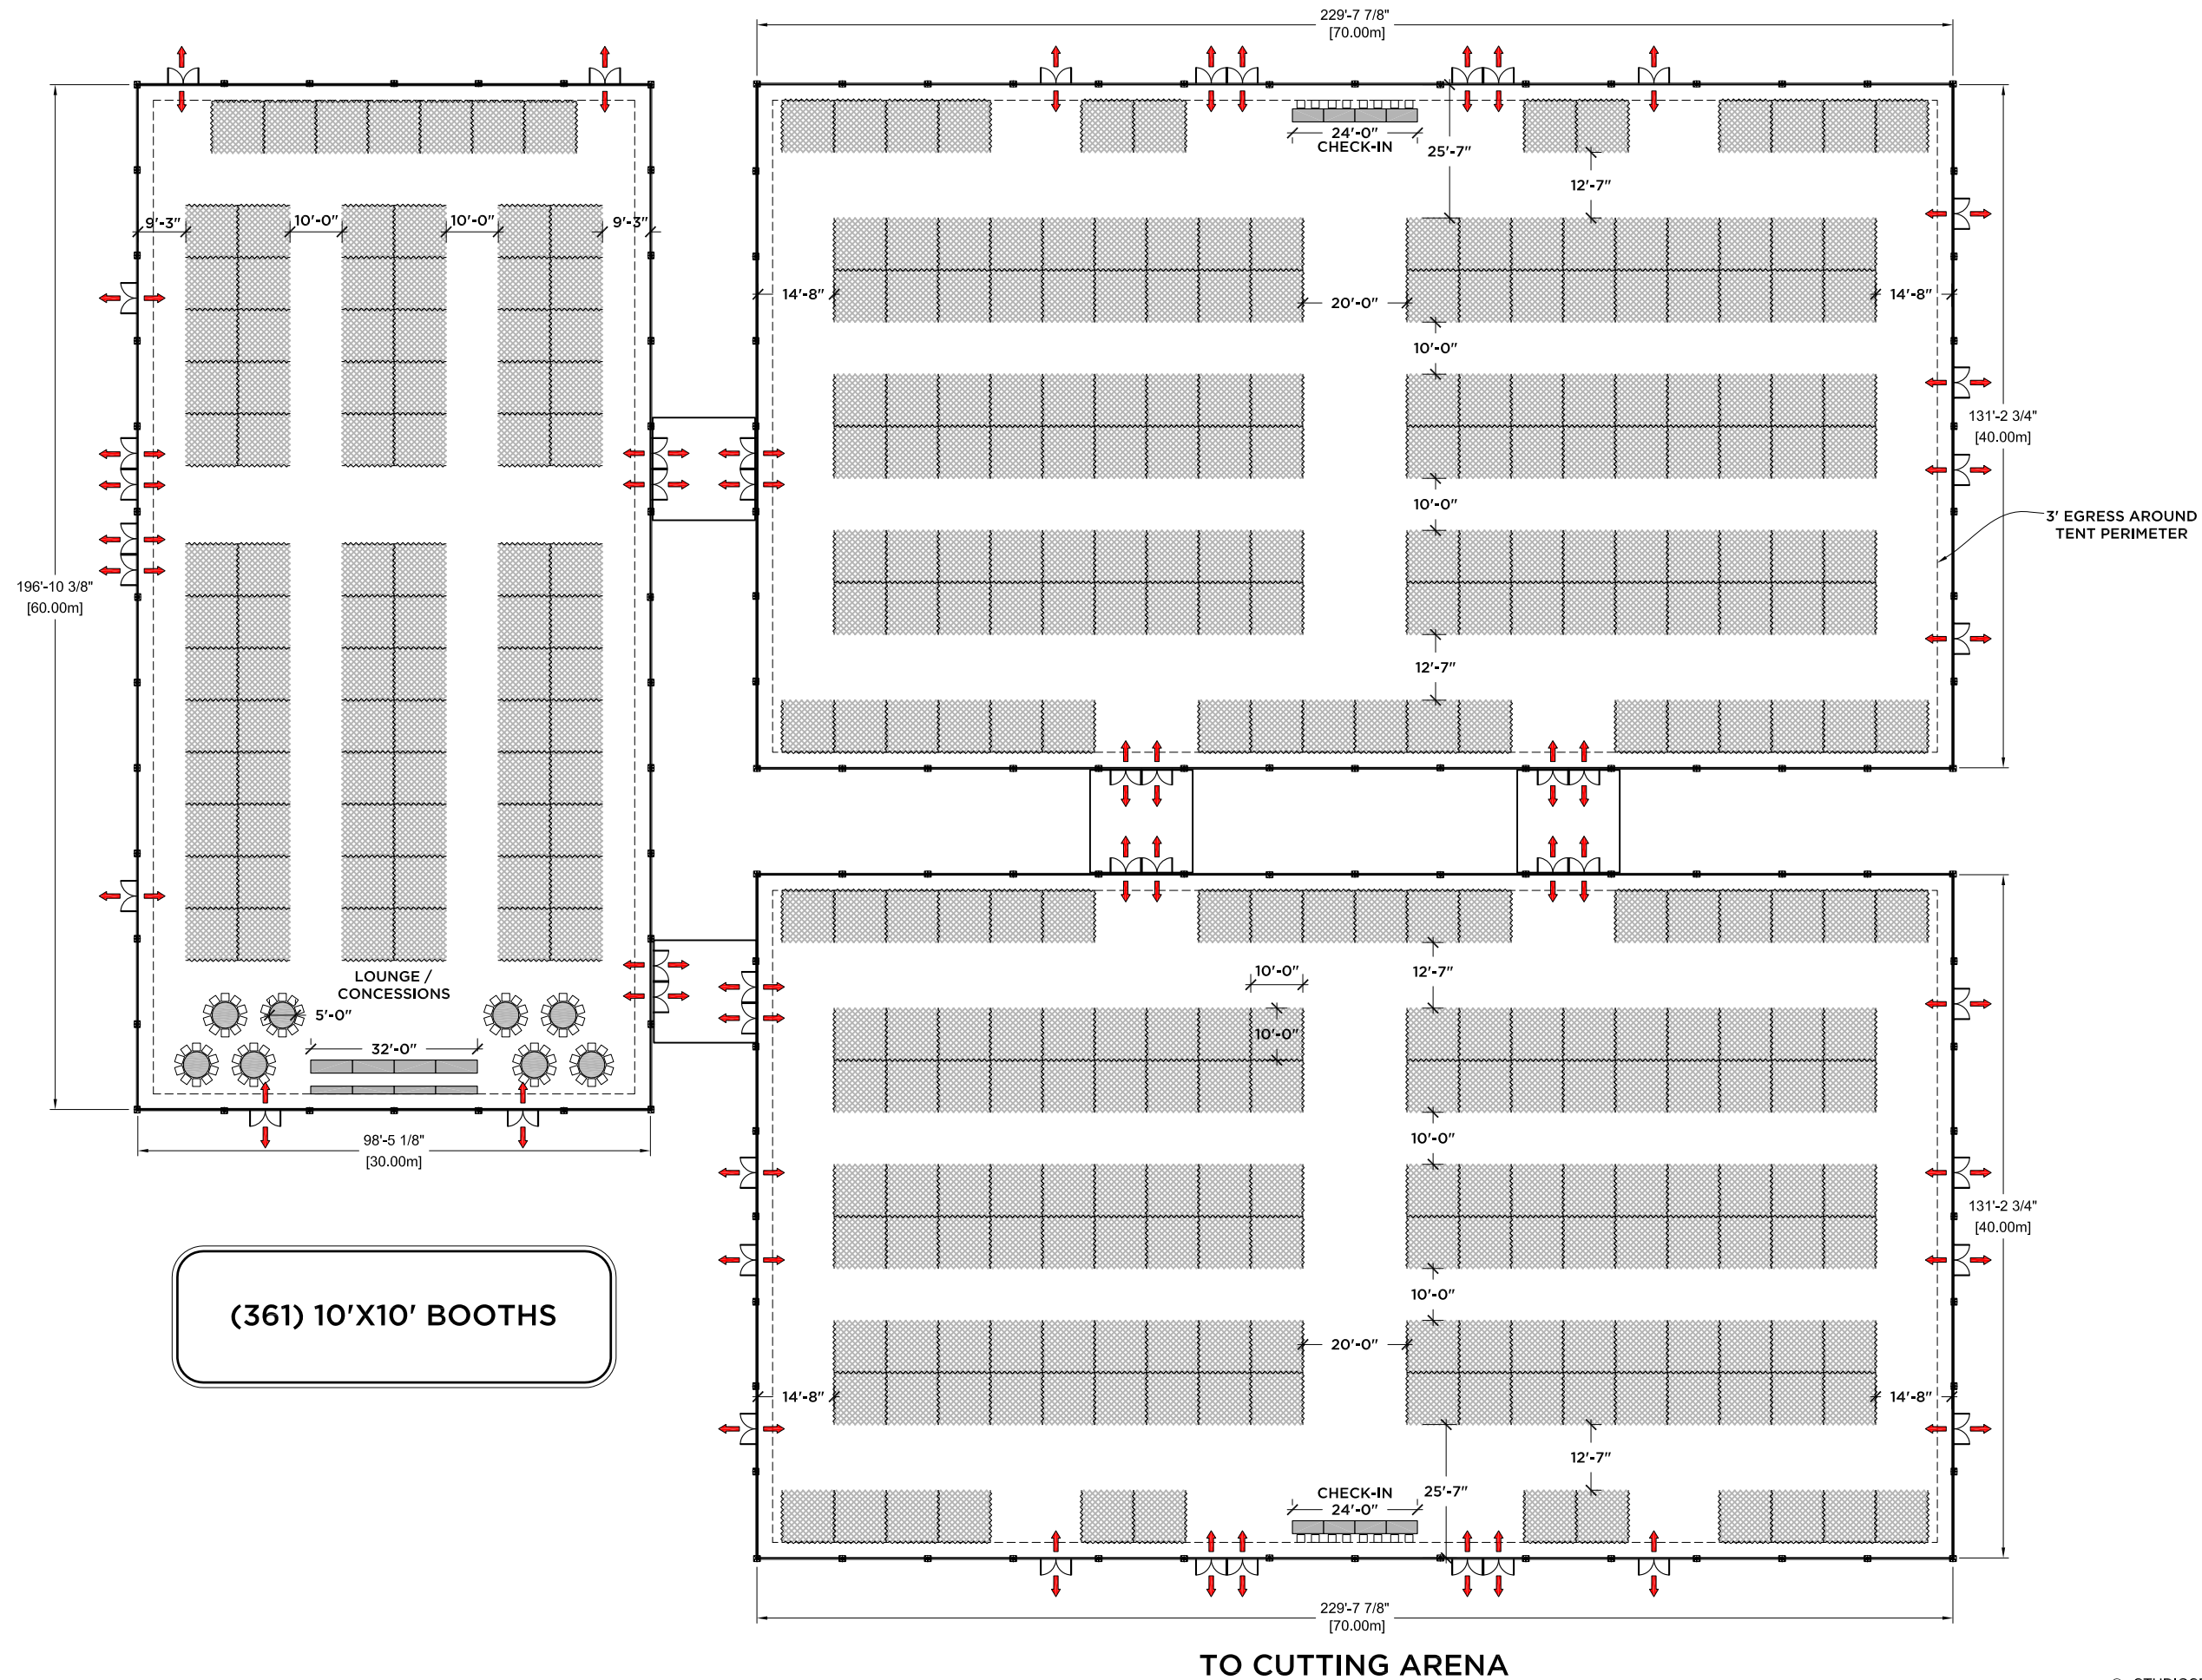 229'-7 7/8"
[70.00m]
24'-0"
CHECK-IN
25'-7"
12'-7"
9'-3"
10'-0"
10'-0"
9'-3"
14'-8"
20'-0"
14'-8"
10'-0"
131'-2 3/4"
[40.00m]
10'-0"
3' EGRESS AROUND
TENT PERIMETER
196'-10 3/8"
[60.00m]
12'-7"
LOUNGE /
CONCESSIONS
5'-0"
32'-0"
98'-5 1/8"
[30.00m]
12'-7"
10'-0"
10'-0"
10'-0"
131'-2 3/4"
[40.00m]
10'-0"
(361) 10'X10' BOOTHS
20'-0"
14'-8"
14'-8"
12'-7"
CHECK-IN
24'-0"
25'-7"
229'-7 7/8"
[70.00m]
TO CUTTING ARENA